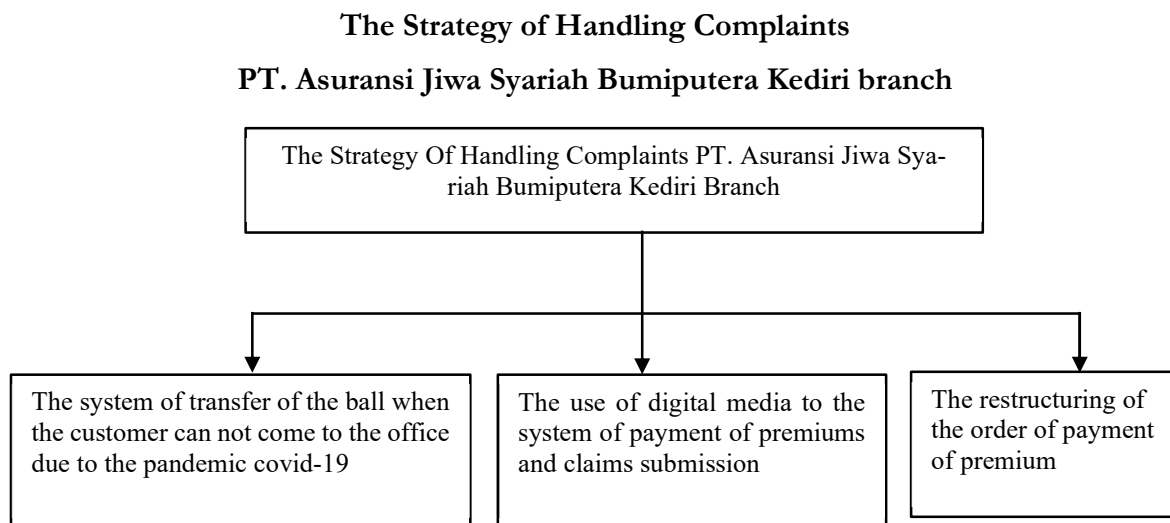 The Strategy of Handling Complaints
PT. Asuransi Jiwa Syariah Bumiputera Kediri branch
The Strategy Of Handling Complaints PT. Asuransi Jiwa Sya-
riah Bumiputera Kediri Branch
The system of transfer of the ball when
the customer can not come to the office
due to the pandemic covid-19
The use of digital media to the
system of payment of premiums
and claims submission
The restructuring of
the order of payment
of premium